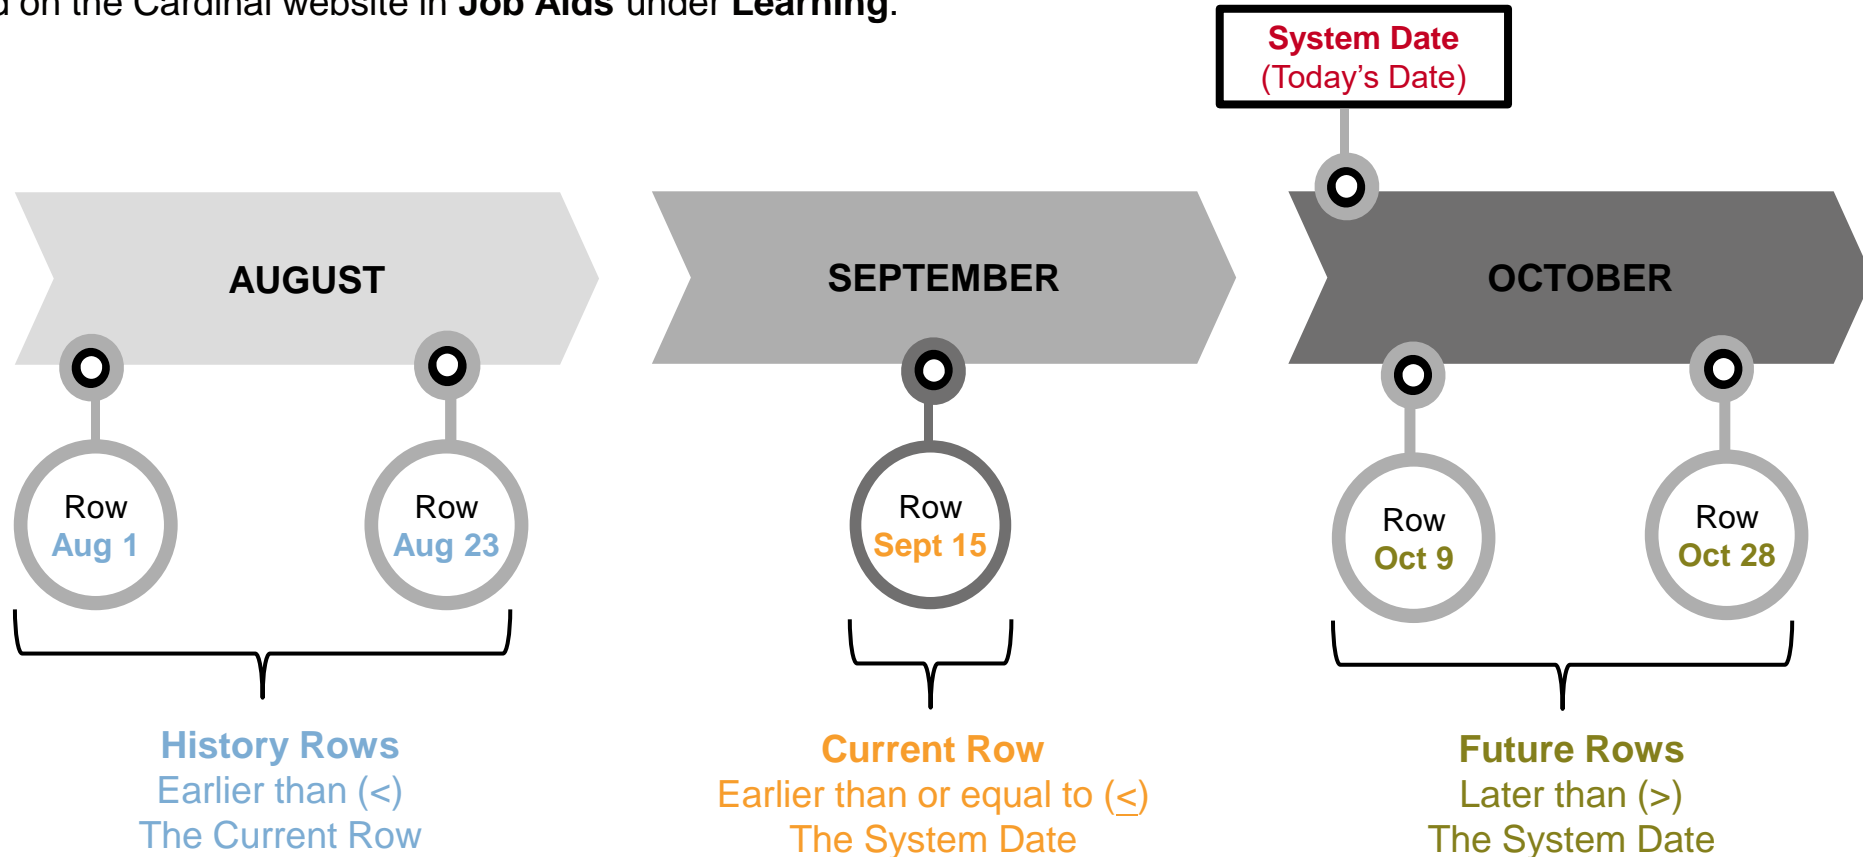 on the Cardinal website in Job Aids under Learning.
System Date
(Today's Date)
AUGUST
SEPTEMBER
OCTOBER
Row
Aug 1
Row
Aug 23
Row
Sept 15
Row
Oct 9
Row
Oct 28
History Rows
Earlier than (<)
The Current Row
Current Row
Earlier than or equal to (≤)
The System Date
Future Rows
Later than (>)
The System Date